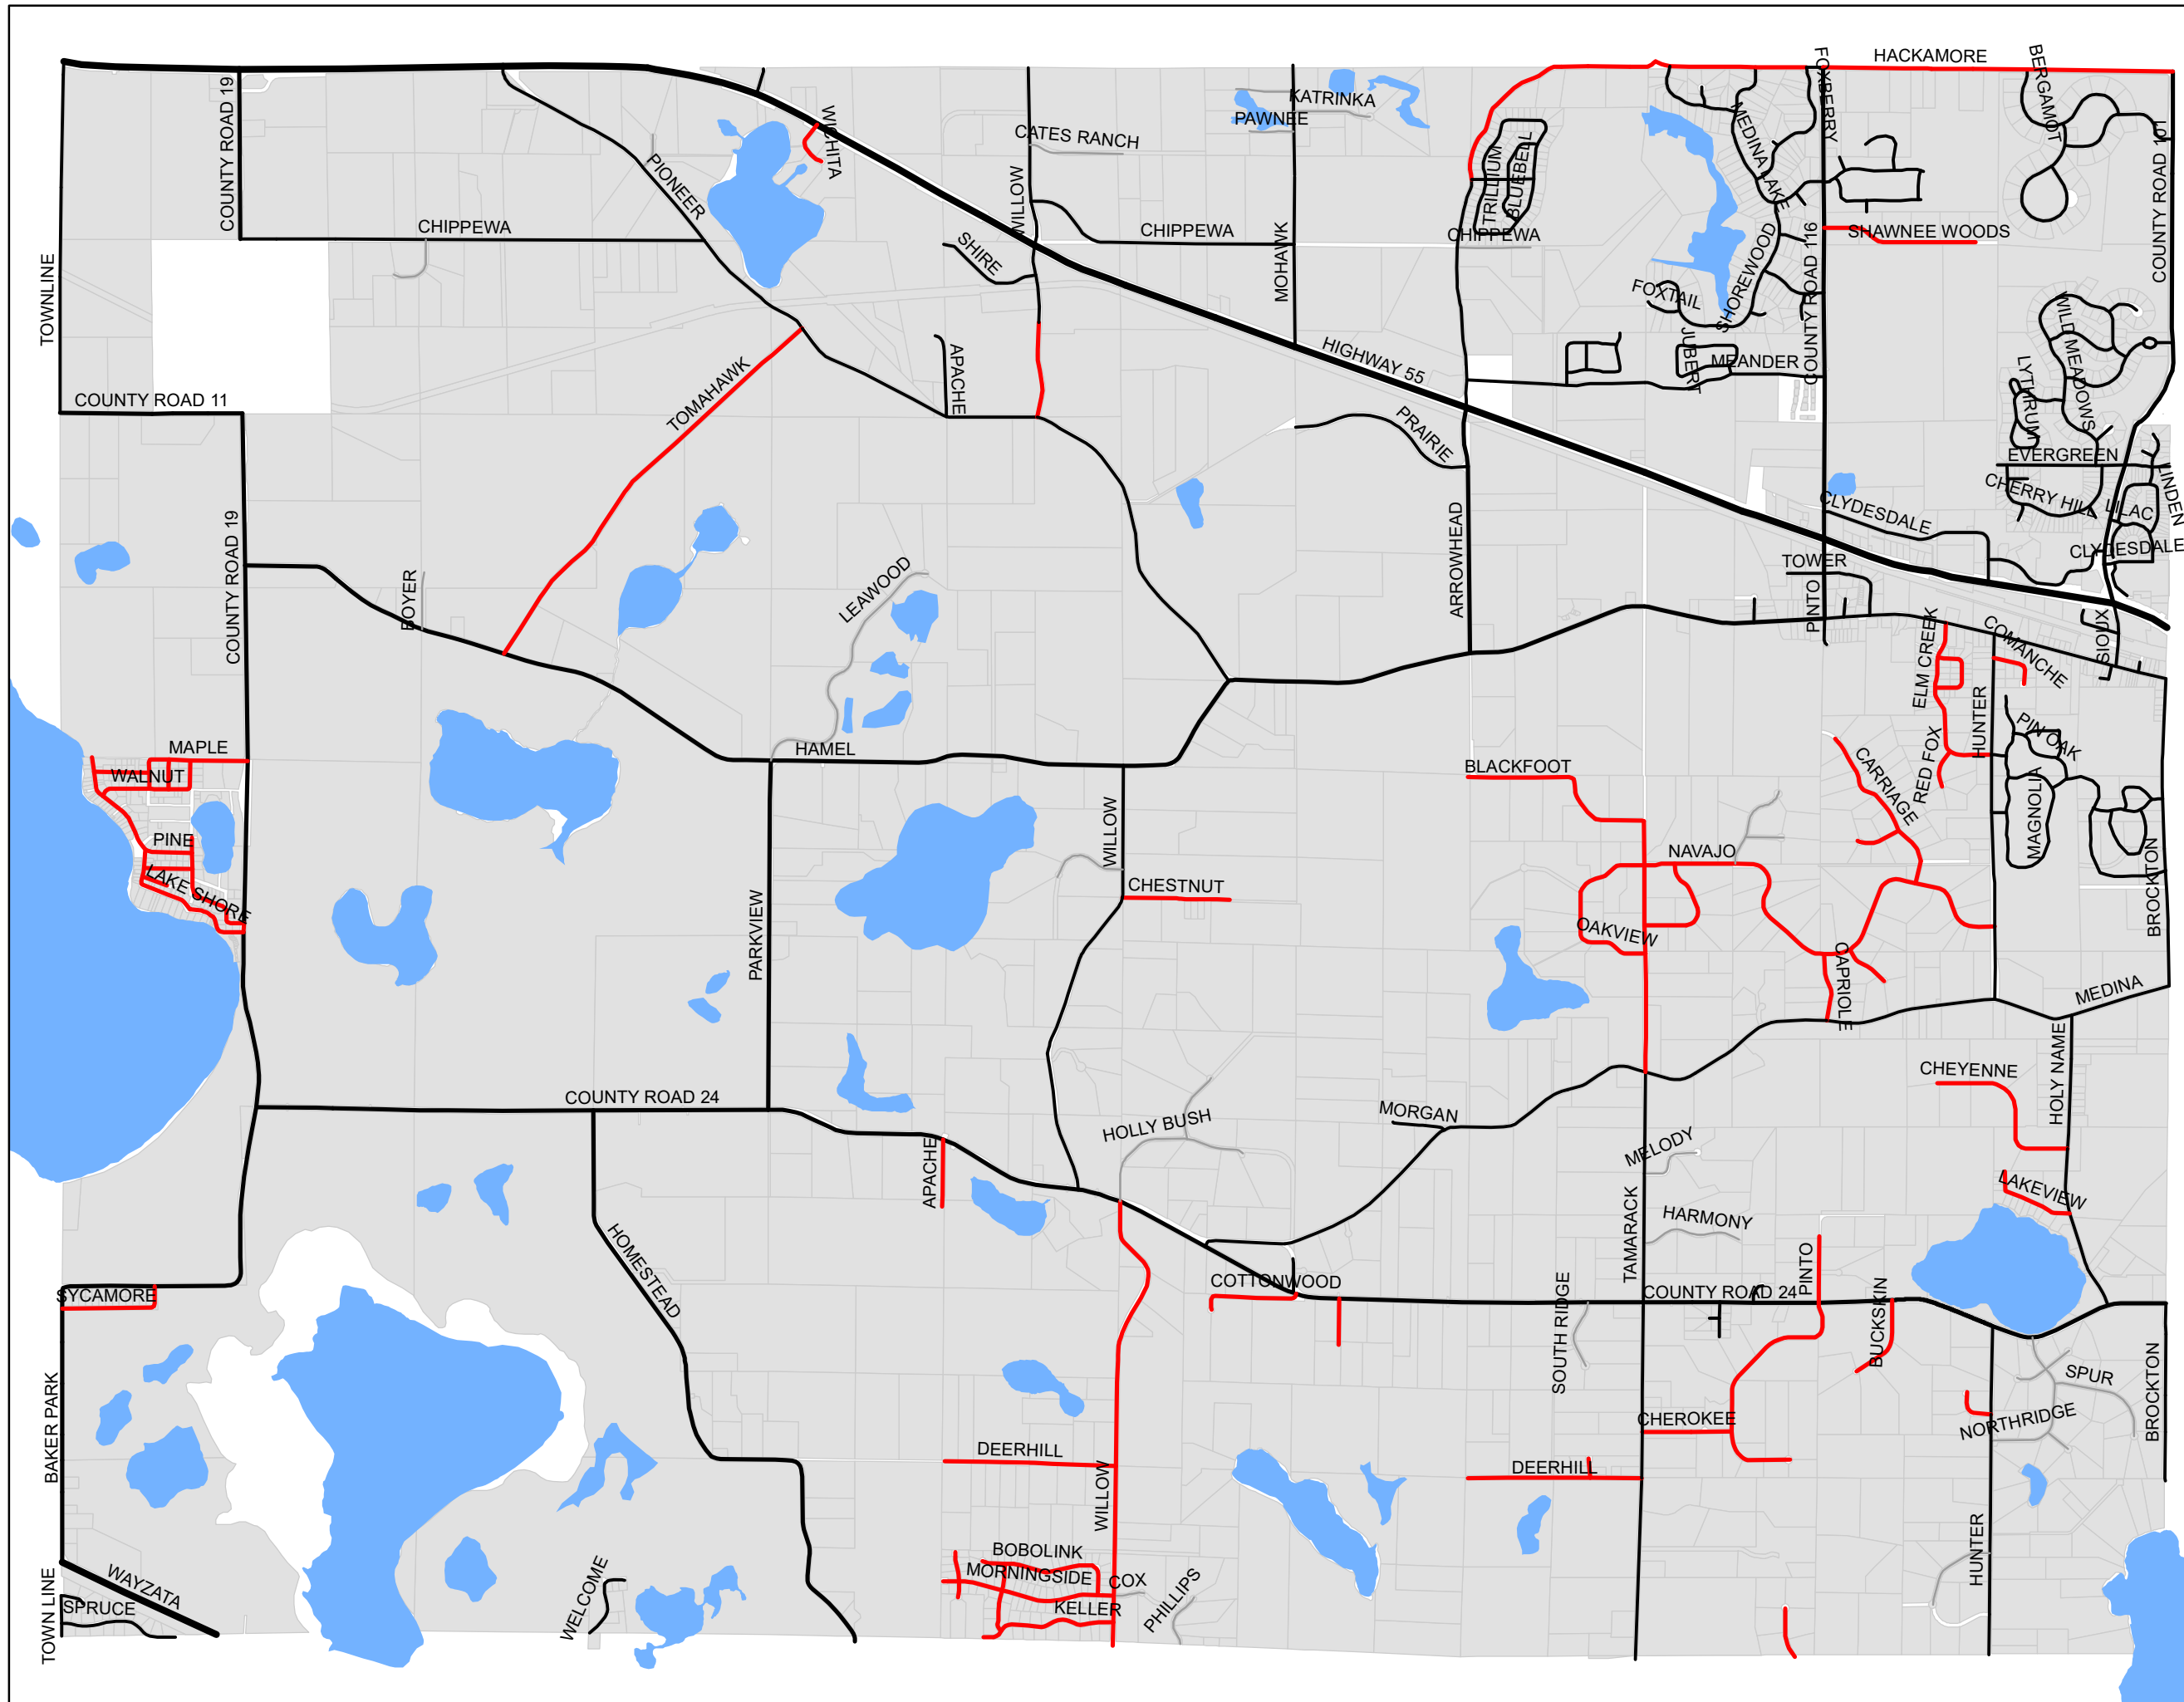 HACKAMORE
FOXBERRY
BERGAMOT
COUNTY ROAD 19
WICHITA
KATRINKA
PAWNEE
CATES RANCH
MEDINA LAKE
COUNTY ROAD 101
PIONEER
WILLOW
TRILLIUM
BLUEBELL
CHIPPEWA
CHIPPEWA
CHIPPEWA
SHAWNEE WOODS
SHIRE
MOHAWK
SHOREWOOD
COUNTY ROAD 116
TOWNLINE
FOXTAIL
WILD MEADOWS
HIGHWAY 55
JUBERT
MEANDER
APACHE
TOMAHAWK
LYTHRUM
COUNTY ROAD 11
PRAIRIE
EVERGREEN
CHERRY HILL
LILAC
LINDEN
CLYDESDALE
CLYDESDALE
COUNTY ROAD 19
ARROWHEAD
TOWER
BOYER
LEAWOOD
PINTO
ELM CREEK
COMANCHE
SIOUX
HUNTER
PIN OAK
MAPLE
HAMEL
WALNUT
BLACKFOOT
CARRIAGE
RED FOX
MAGNOLIA
PINE
WILLOW
NAVAJO
LAKE SHORE
CHESTNUT
BROCKTON
PARKVIEW
OAKVIEW
CAPRIOLE
MEDINA
CHEYENNE
HOLY NAME
COUNTY ROAD 24
MORGAN
HOLLY BUSH
MELODY
APACHE
LAKEVIEW
TAMARACK
HARMONY
HOMESTEAD
PINTO
COTTONWOOD
SYCAMORE
COUNTY ROAD 24
SOUTH RIDGE
BUCKSKIN
SPUR
BROCKTON
BAKER PARK
CHEROKEE
NORTHRIDGE
DEERHILL
DEERHILL
WILLOW
BOBOLINK
MORNINGSIDE
COX
HUNTER
WAYZATA
SPRUCE
TOWN LINE
WELCOME
KELLER
PHILLIPS